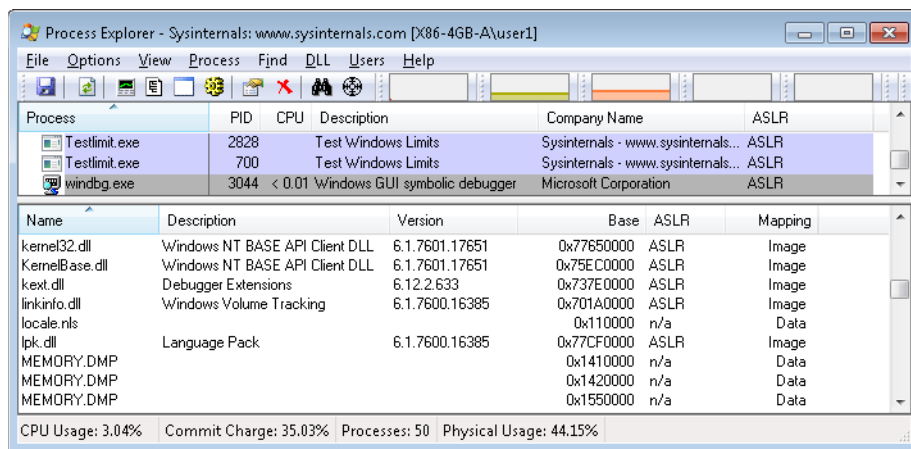 Process Explorer - Sysinternals: www.sysinternals.com [X86-4GB-A\user1]
File Options View Process Find DLL Users Help
Process PID CPU Description Company Name ASLR
Testlimit.exe 2828 Test Windows Limits Sysinternals - www.sysinternals... ASLR
Testlimit.exe 700 Test Windows Limits Sysinternals - www.sysinternals... ASLR
windbg.exe 3044 < 0.01 Windows GUI symbolic debugger Microsoft Corporation ASLR
Name Description Version Base ASLR Mapping
kernel32.dll Windows NT BASE API Client DLL 6.1.7601.17651 0x77650000 ASLR Image
KernelBase.dll Windows NT BASE API Client DLL 6.1.7601.17651 0x75EC0000 ASLR Image
kext.dll Debugger Extensions 6.12.2.633 0x737E0000 ASLR Image
linkinfo.dll Windows Volume Tracking 6.1.7600.16385 0x701A0000 ASLR Image
locale.nls 0x110000 n/a Data
lpk.dll Language Pack 6.1.7600.16385 0x77CF0000 ASLR Image
MEMORY.DMP 0x1410000 n/a Data
MEMORY.DMP 0x1420000 n/a Data
MEMORY.DMP 0x1550000 n/a Data
CPU Usage: 3.04% Commit Charge: 35.03% Processes: 50 Physical Usage: 44.15%